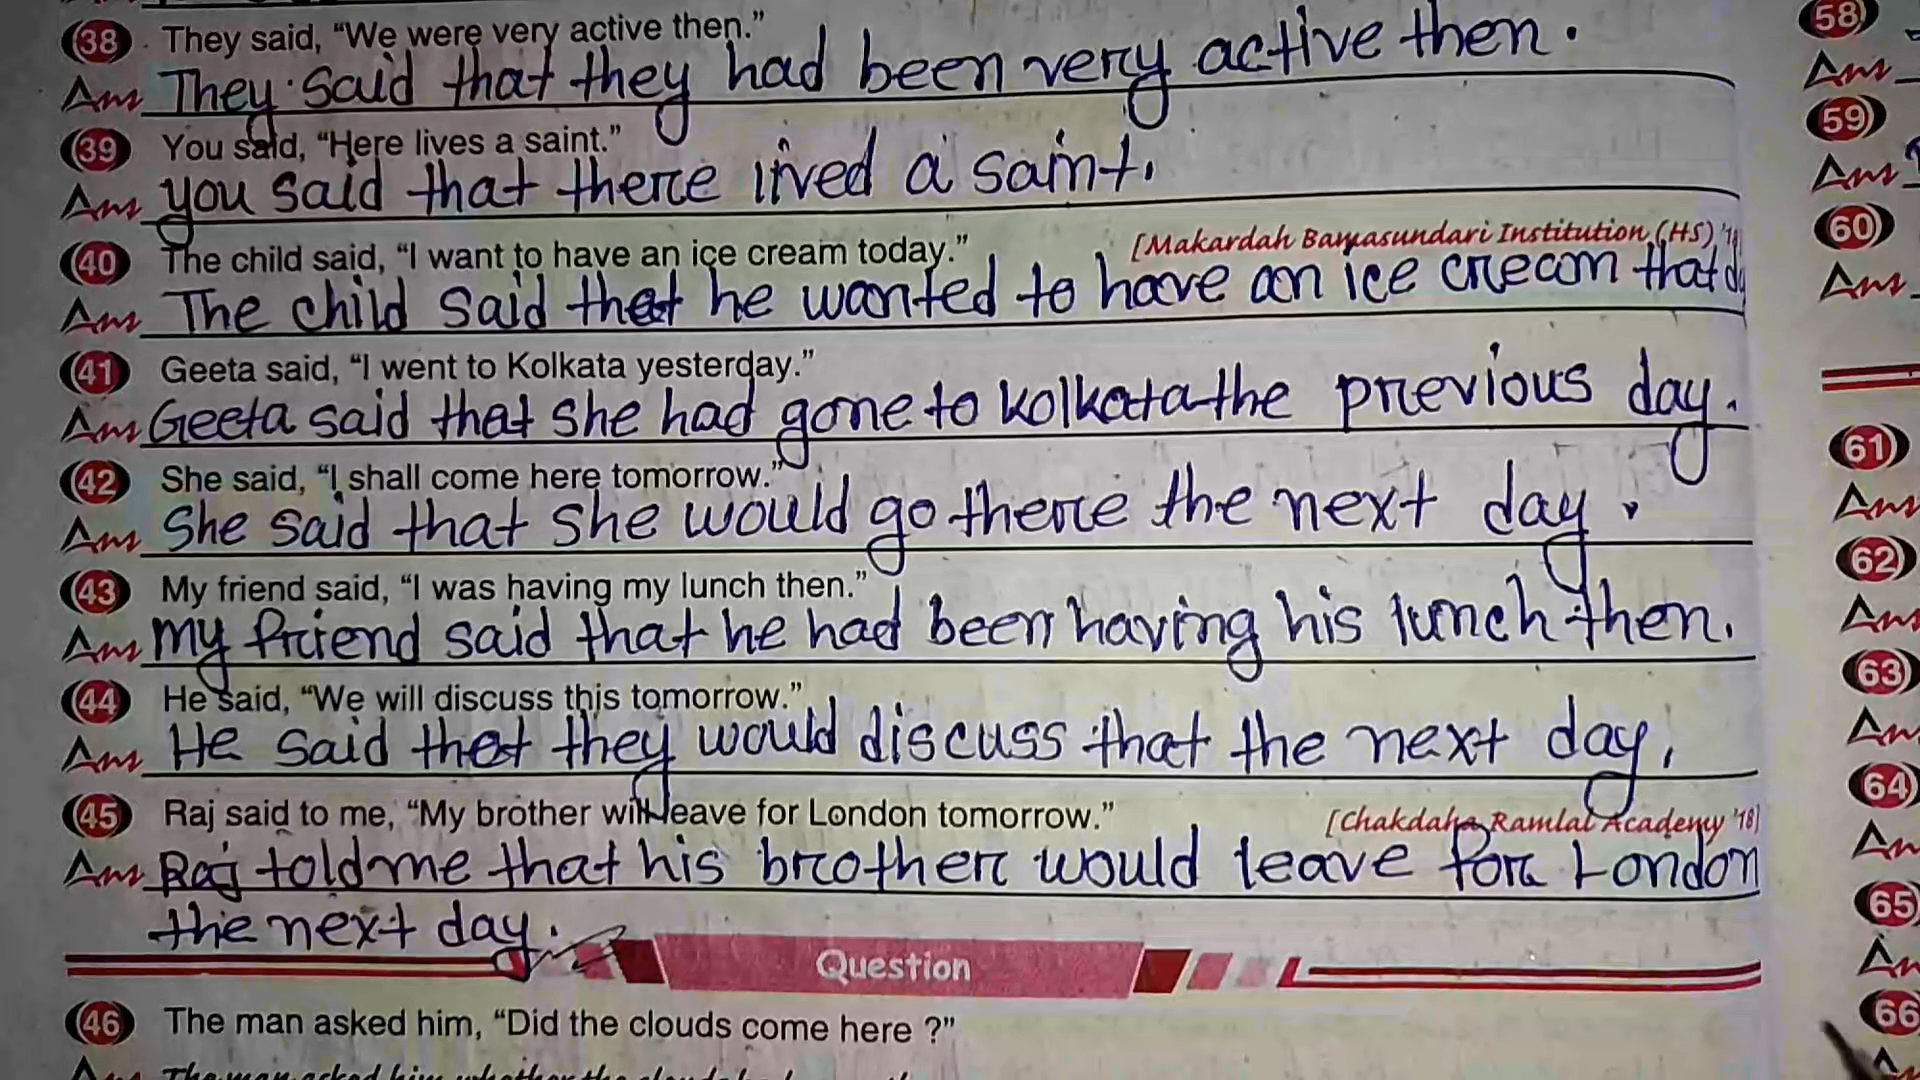 38 They said, “We were very active then.”
Ans They said that they had been very active then.
39 You said, “Here lives a saint.”
Ans you said that there lived a saint.
40 The child said, “I want to have an ice cream today.” [Makardah Bamasundari Institution (HS)
Ans The child said that he wanted to have an ice cream that
41 Geeta said, “I went to Kolkata yesterday.”
Ans Geeta said that she had gone to Kolkata the previous day.
42 She said, “I shall come here tomorrow.”
Ans She said that she would go there the next day.
43 My friend said, “I was having my lunch then.”
Ans My friend said that he had been having his lunch then.
44 He said, “We will discuss this tomorrow.”
Ans He said that they would discuss that the next day.
45 Raj said to me, “My brother will leave for London tomorrow.” [Chakdaha Ramlal Academy '18]
Ans Raj told me that his brother would leave for London
the next day.
Question
46 The man asked him, “Did the clouds come here ?”
58
Ans
59
Ans
60
Ans
61
Ans
62
Ans
63
64
65
66